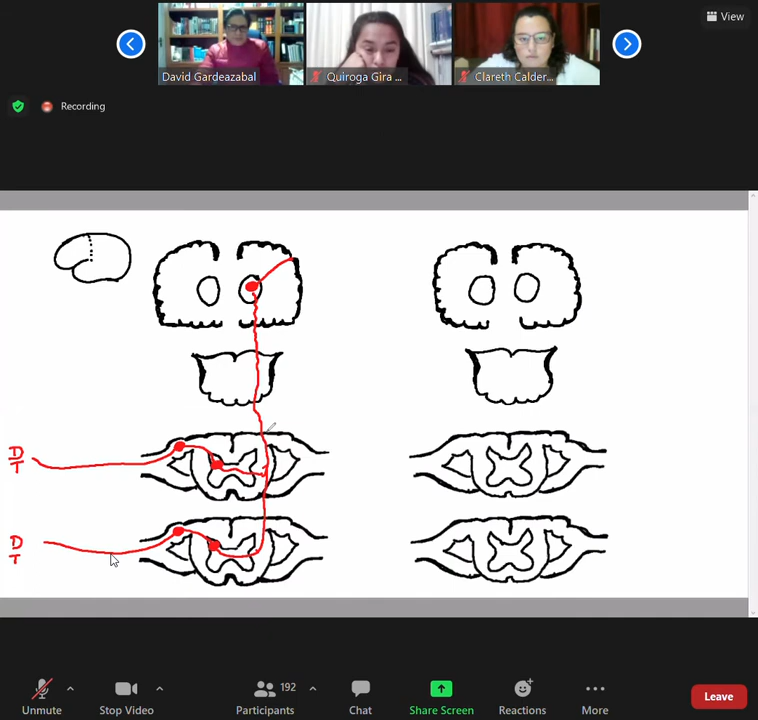 View
David Gardeazabal
Quiroga Gira ...
Clareth Calder...
Recording
D
T
D
T
192
Unmute
Stop Video
Participants
Chat
Share Screen
Reactions
More
Leave